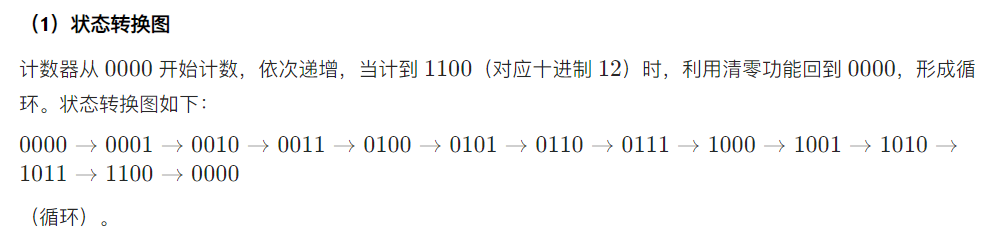 （1）状态转换图
计数器从 0000 开始计数，依次递增，当计到 1100（对应十进制 12）时，利用清零功能回到 0000，形成循
环。状态转换图如下：
0000 → 0001 → 0010 → 0011 → 0100 → 0101 → 0110 → 0111 → 1000 → 1001 → 1010 →
1011 → 1100 → 0000
（循环）。